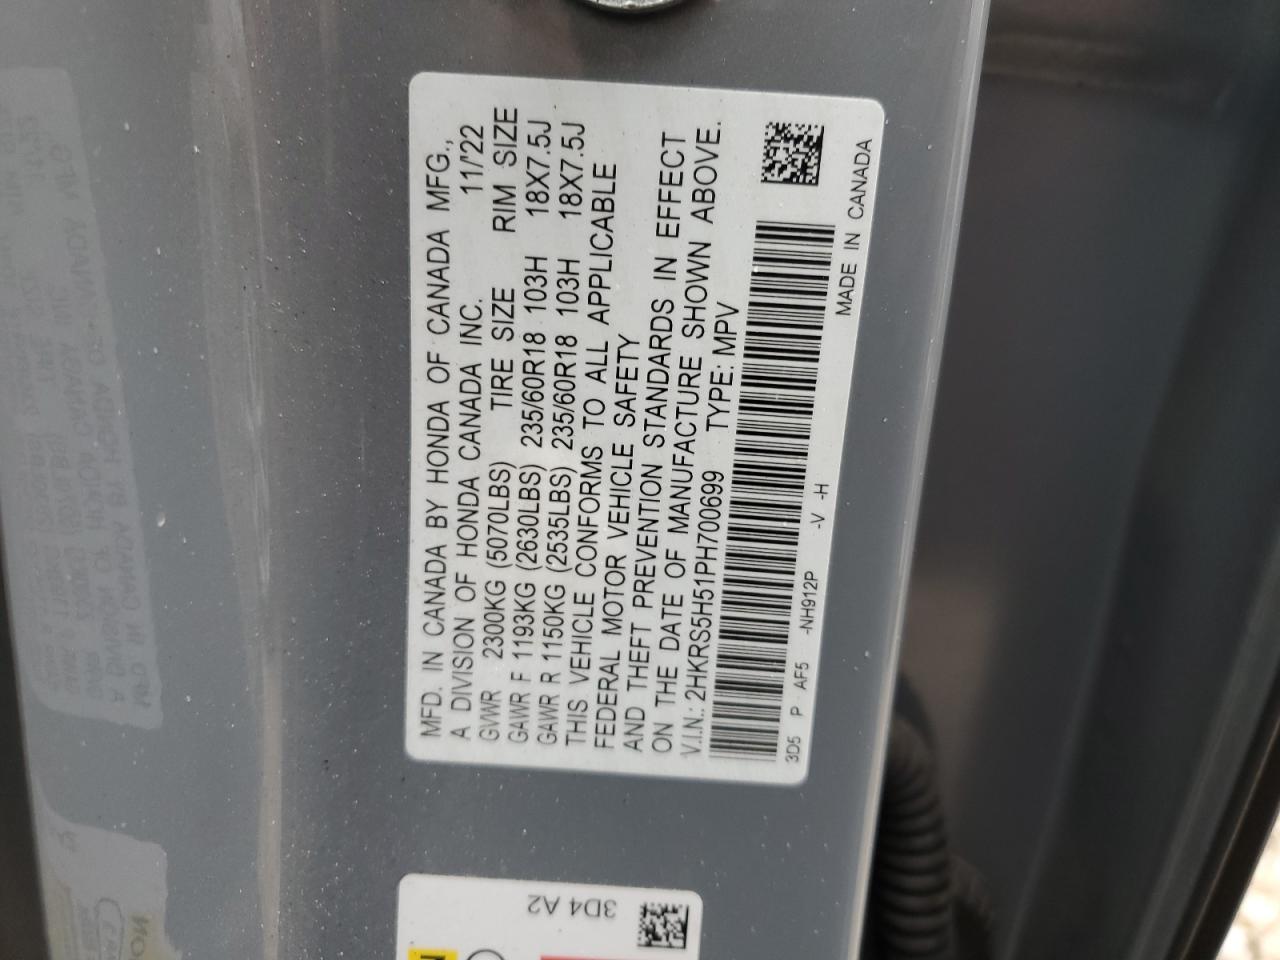 MFD. IN CANADA BY HONDA OF CANADA MFG.,
A DIVISION OF HONDA CANADA INC. 11/'22
GVWR 2300KG (5070LBS) TIRE SIZE RIM SIZE
GAWR F 1193KG (2630LBS) 235/60R18 103H 18X7.5J
GAWR R 1150KG (2535LBS) 235/60R18 103H 18X7.5J
THIS VEHICLE CONFORMS TO ALL APPLICABLE
FEDERAL MOTOR VEHICLE SAFETY
AND THEFT PREVENTION STANDARDS IN EFFECT
ON THE DATE OF MANUFACTURE SHOWN ABOVE.
V.I.N.: 2HKRS5H51PH700699 TYPE: MPV
3D5 P AF5 -NH912P -V -H
MADE IN CANADA
3D4 A2